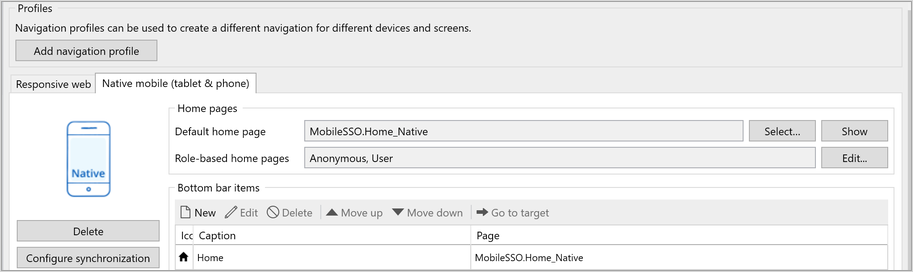 Profiles
Navigation profiles can be used to create a different navigation for different devices and screens.
Add navigation profile
Responsive web
Native mobile (tablet & phone)
Home pages
Default home page
MobileSSO.Home_Native
Select...
Show
Role-based home pages
Anonymous, User
Edit...
Native
Delete
Configure synchronization
Bottom bar items
New
Edit
Delete
Move up
Move down
Go to target
Icc
Caption
Page
Home
MobileSSO.Home_Native